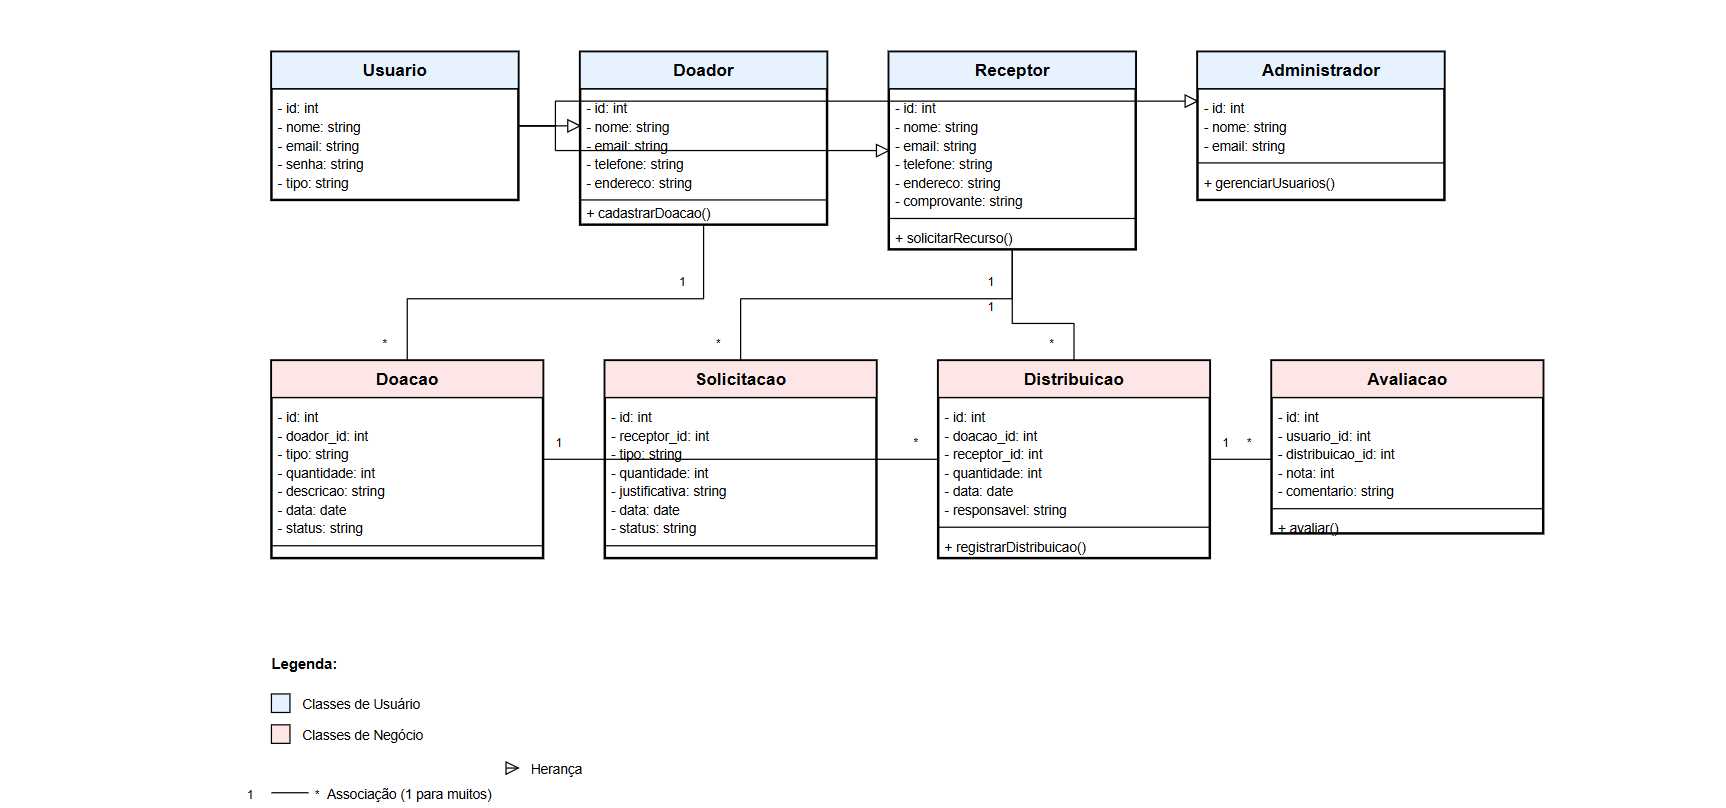 Usuario
- id: int
- nome: string
- email: string
- senha: string
- tipo: string
Doador
- id: int
- nome: string
- email: string
- telefone: string
- endereco: string
+ cadastrarDoacao()
Receptor
- id: int
- nome: string
- email: string
- telefone: string
- endereco: string
- comprovante: string
+ solicitarRecurso()
Administrador
- id: int
- nome: string
- email: string
+ gerenciarUsuarios()
1
1
1
*
*
*
Doacao
- id: int
- doador_id: int
- tipo: string
- quantidade: int
- descricao: string
- data: date
- status: string
1
Solicitacao
- id: int
- receptor_id: int
- tipo: string
- quantidade: int
- justificativa: string
- data: date
- status: string
*
Distribuicao
- id: int
- doacao_id: int
- receptor_id: int
- quantidade: int
- data: date
- responsavel: string
+ registrarDistribuicao()
1 *
Avaliacao
- id: int
- usuario_id: int
- distribuicao_id: int
- nota: int
- comentario: string
+ avaliar()
Legenda:
Classes de Usuário
Classes de Negócio
Herança
1 * Associação (1 para muitos)